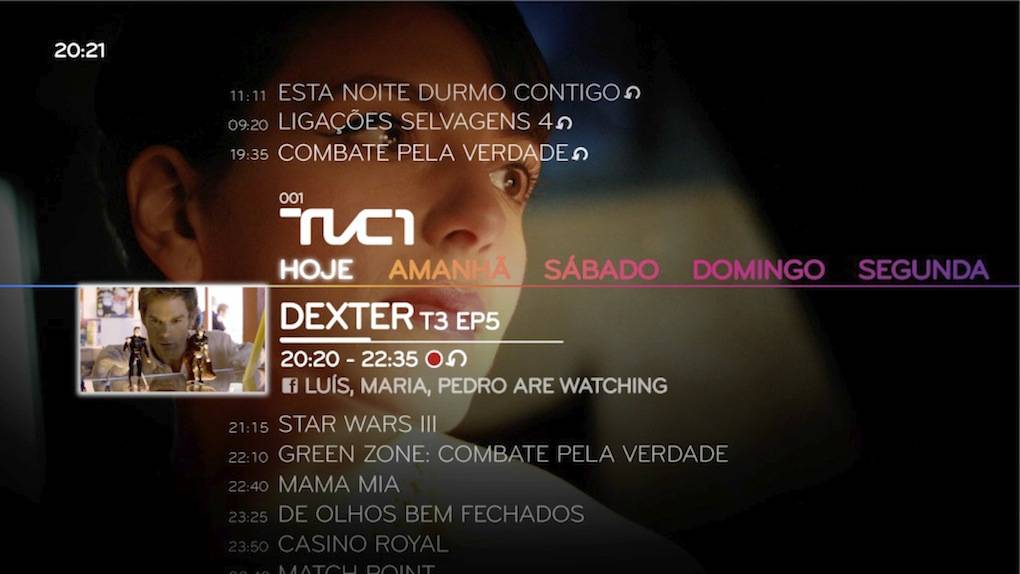 20:21
11:11 ESTA NOITE DURMO CONTIGO
09:20 LIGAÇÕES SELVAGENS 4
19:35 COMBATE PELA VERDADE
001
TVC1
HOJE AMANHÃ SÁBADO DOMINGO SEGUNDA
DEXTER T3 EP5
20:20 - 22:35
f LUÍS, MARIA, PEDRO ARE WATCHING
21:15 STAR WARS III
22:10 GREEN ZONE: COMBATE PELA VERDADE
22:40 MAMA MIA
23:25 DE OLHOS BEM FECHADOS
23:50 CASINO ROYAL
MATCH POINT